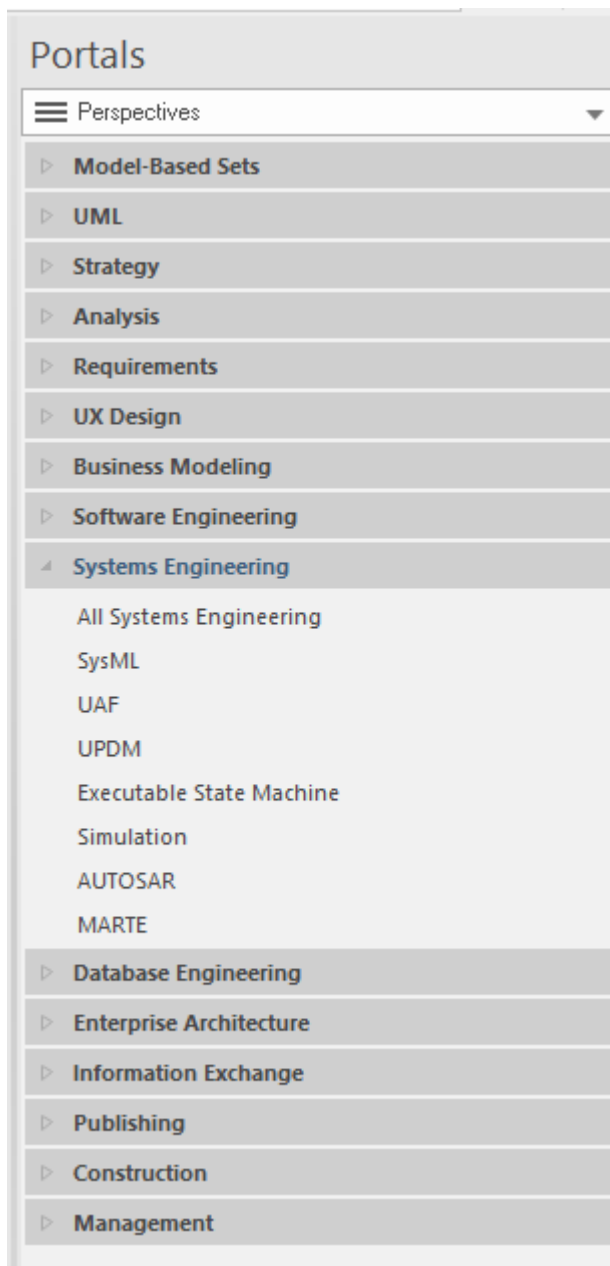 Portals
Perspectives
Model-Based Sets
UML
Strategy
Analysis
Requirements
UX Design
Business Modeling
Software Engineering
Systems Engineering
All Systems Engineering
SysML
UAF
UPDM
Executable State Machine
Simulation
AUTOSAR
MARTE
Database Engineering
Enterprise Architecture
Information Exchange
Publishing
Construction
Management